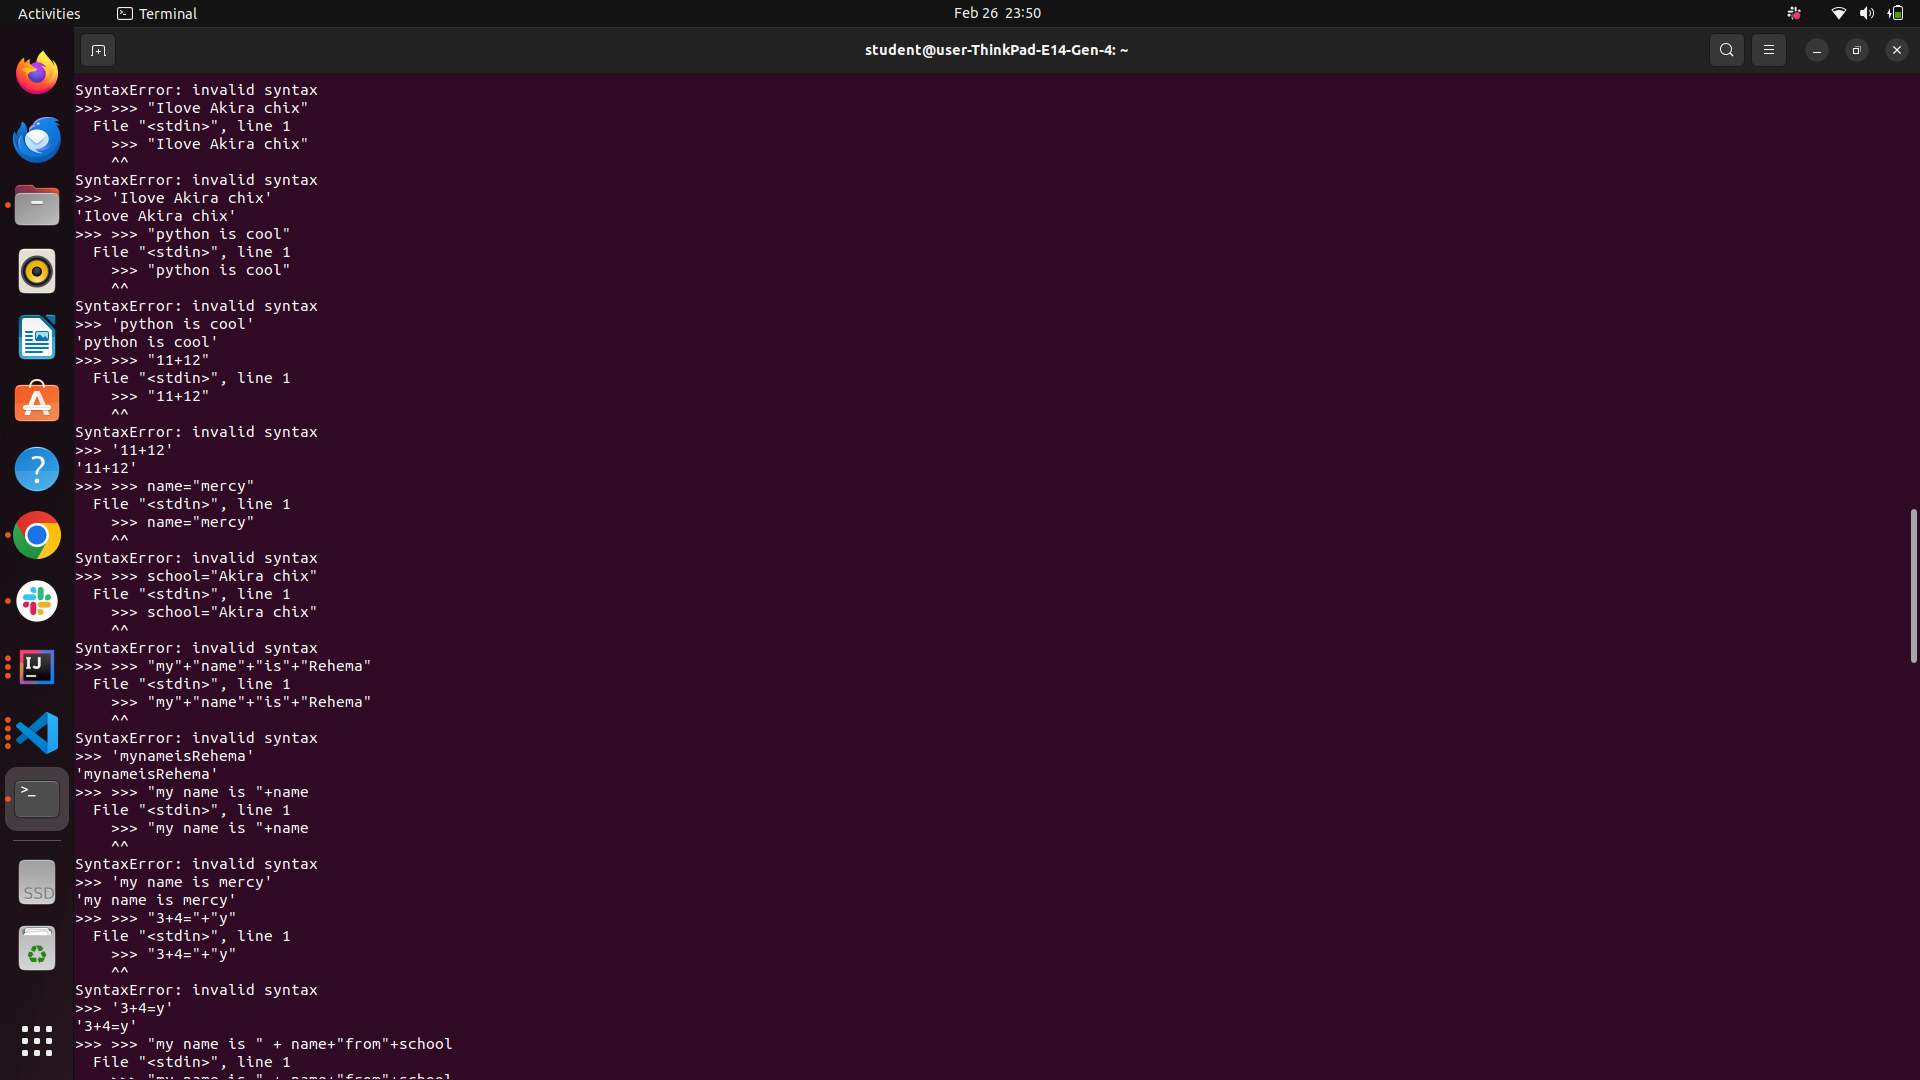 Activities
Terminal
Feb 26 23:50
student@user-ThinkPad-E14-Gen-4: ~
SyntaxError: invalid syntax
>>> >>> "Ilove Akira chix"
  File "<stdin>", line 1
    >>> "Ilove Akira chix"
    ^^
SyntaxError: invalid syntax
>>> 'Ilove Akira chix'
'Ilove Akira chix'
>>> >>> "python is cool"
  File "<stdin>", line 1
    >>> "python is cool"
    ^^
SyntaxError: invalid syntax
>>> 'python is cool'
'python is cool'
>>> >>> "11+12"
  File "<stdin>", line 1
    >>> "11+12"
    ^^
SyntaxError: invalid syntax
>>> '11+12'
'11+12'
>>> >>> name="mercy"
  File "<stdin>", line 1
    >>> name="mercy"
    ^^
SyntaxError: invalid syntax
>>> >>> school="Akira chix"
  File "<stdin>", line 1
    >>> school="Akira chix"
    ^^
SyntaxError: invalid syntax
>>> >>> "my"+"name"+"is"+"Rehema"
  File "<stdin>", line 1
    >>> "my"+"name"+"is"+"Rehema"
    ^^
SyntaxError: invalid syntax
>>> 'mynameisRehema'
'mynameisRehema'
>>> >>> "my name is "+name
  File "<stdin>", line 1
    >>> "my name is "+name
    ^^
SyntaxError: invalid syntax
>>> 'my name is mercy'
'my name is mercy'
>>> >>> "3+4="+"y"
  File "<stdin>", line 1
    >>> "3+4="+"y"
    ^^
SyntaxError: invalid syntax
>>> '3+4=y'
'3+4=y'
>>> >>> "my name is " + name+"from"+school
  File "<stdin>", line 1
    >>> "my name is " + name+"from"+school
IJ
>_
SSD